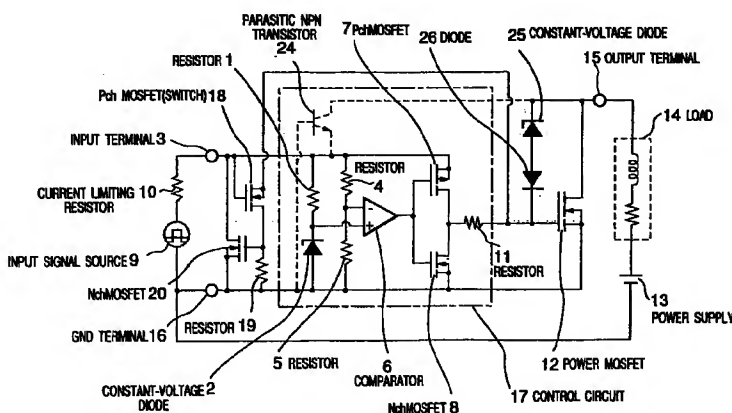 PARASITIC NPN
TRANSISTOR
24
7 PchMOSFET
26 DIODE
25 CONSTANT-VOLTAGE DIODE
15 OUTPUT TERMINAL
RESISTOR 1
Pch MOSFET(SWITCH) 18
14 LOAD
INPUT TERMINAL 3
RESISTOR
4
CURRENT LIMITING
10
RESISTOR
INPUT SIGNAL SOURCE 9
11
RESISTOR
NchMOSFET
20
RESISTOR 19
GND TERMINAL 16
13
POWER SUPPLY
5 RESISTOR
6
COMPARATOR
12 POWER MOSFET
CONSTANT-VOLTAGE 2
DIODE
NchMOSFET 8
17 CONTROL CIRCUIT
- 
+